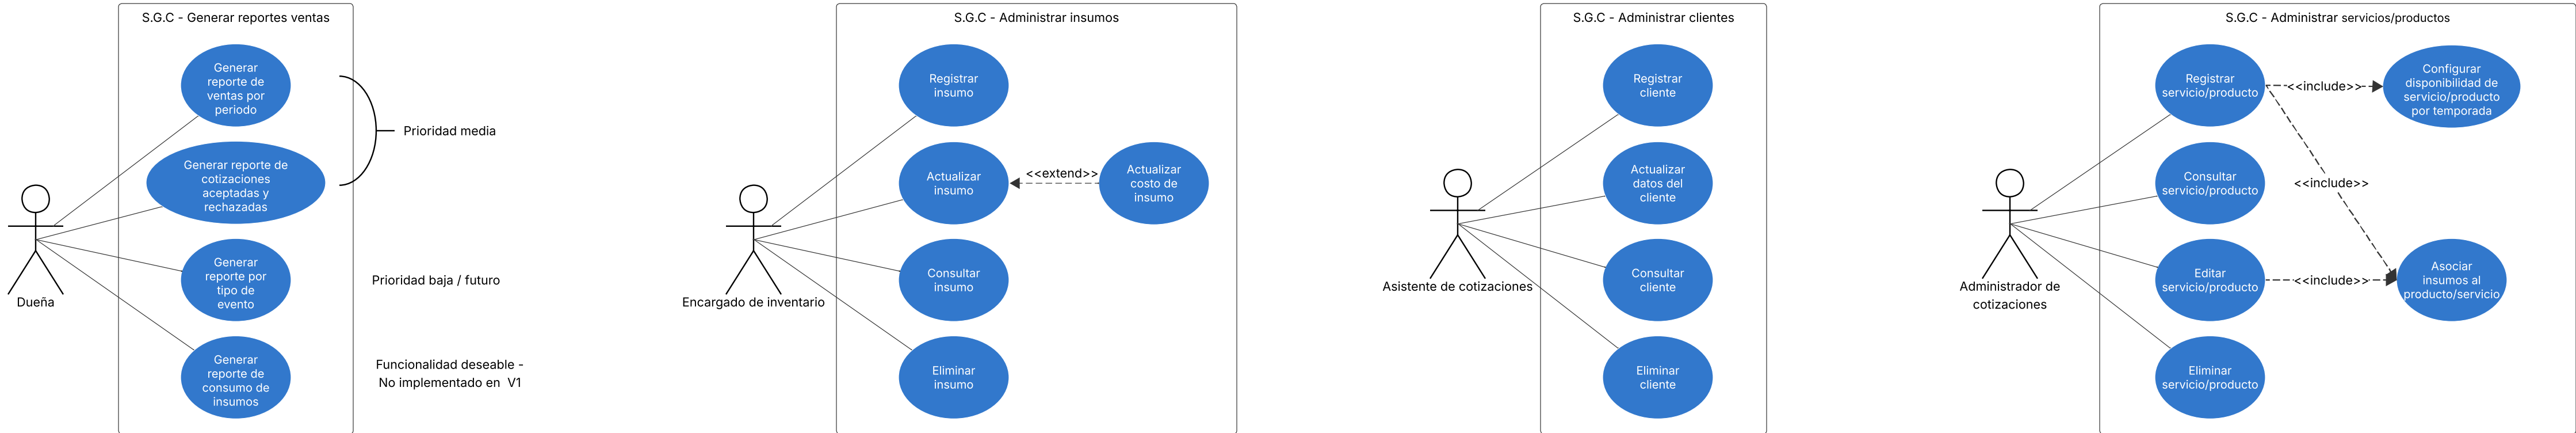 S.G.C - Generar reportes ventas
Generar
reporte de
ventas por
periodo
Generar reporte de
cotizaciones
aceptadas y
rechazadas
Generar
reporte por
tipo de
evento
Generar
reporte de
consumo de
insumos
Dueña
Prioridad media
Prioridad baja / futuro
Funcionalidad deseable -
No implementado en V1
S.G.C - Administrar insumos
Registrar
insumo
Actualizar
insumo
<<extend>>
Actualizar
costo de
insumo
Consultar
insumo
Eliminar
insumo
Encargado de inventario
S.G.C - Administrar clientes
Registrar
cliente
Actualizar
datos del
cliente
Consultar
cliente
Eliminar
cliente
Asistente de cotizaciones
S.G.C - Administrar servicios/productos
Registrar
servicio/producto
<<include>>
Configurar
disponibilidad de
servicio/producto
por temporada
Consultar
servicio/producto
<<include>>
Editar
servicio/producto
<<include>>
Asociar
insumos al
producto/servicio
Eliminar
servicio/producto
Administrador de
cotizaciones